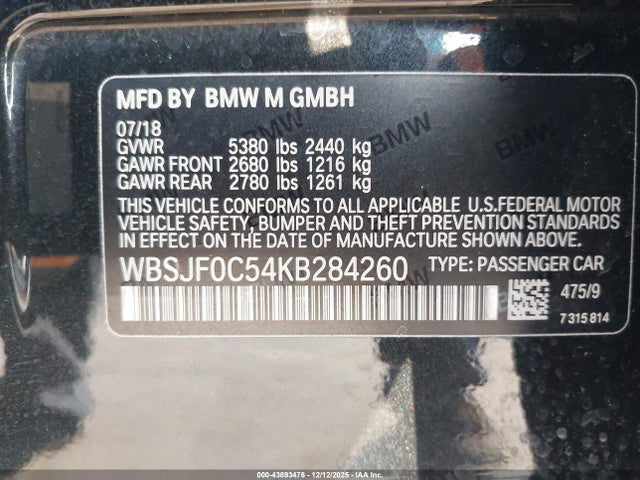 MFD BY BMW M GMBH
07/18
GVWR 5380 lbs 2440 kg
GAWR FRONT 2680 lbs 1216 kg
GAWR REAR 2780 lbs 1261 kg
THIS VEHICLE CONFORMS TO ALL APPLICABLE U.S.FEDERAL MOTOR
VEHICLE SAFETY, BUMPER AND THEFT PREVENTION STANDARDS
IN EFFECT ON THE DATE OF MANUFACTURE SHOWN ABOVE.
WBSJF0C54KB284260 TYPE: PASSENGER CAR
475/9
7 315 814
BMW
BMW
BMW
000-43893476 - 12/12/2025 - IAA Inc.